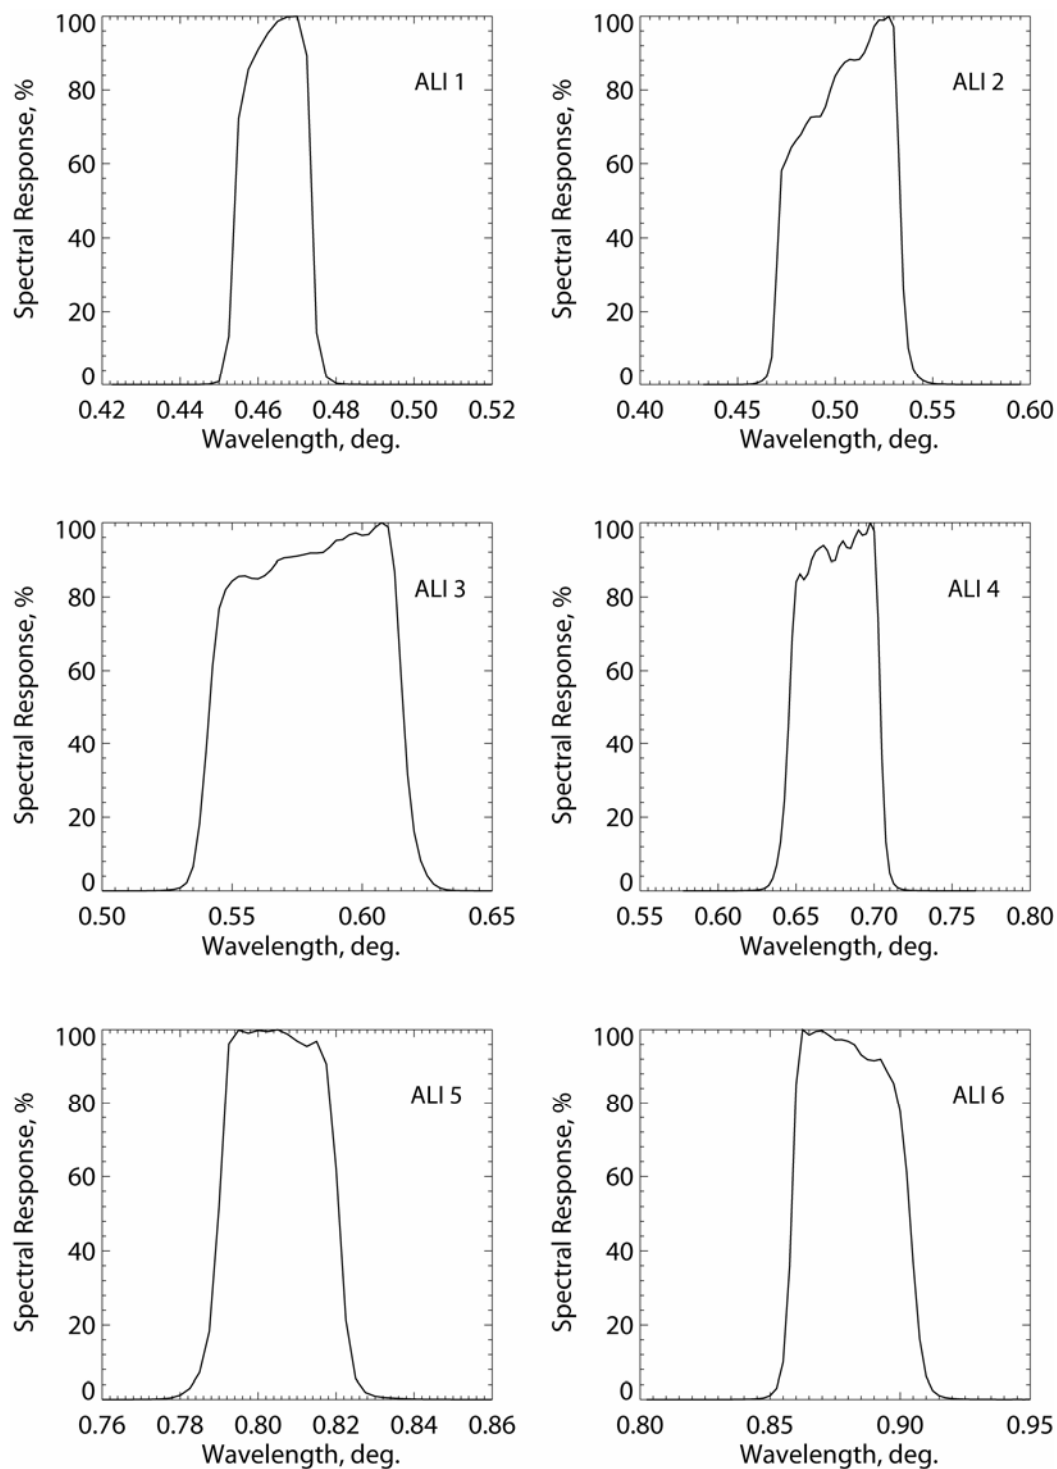 100
80
60
40
20
0
Spectral Response, %
ALI 1
0.42 0.44 0.46 0.48 0.50 0.52
Wavelength, deg.
100
80
60
40
20
0
Spectral Response, %
ALI 2
0.40 0.45 0.50 0.55 0.60
Wavelength, deg.
100
80
60
40
20
0
Spectral Response, %
ALI 3
0.50 0.55 0.60 0.65
Wavelength, deg.
100
80
60
40
20
0
Spectral Response, %
ALI 4
0.55 0.60 0.65 0.70 0.75 0.80
Wavelength, deg.
100
80
60
40
20
0
Spectral Response, %
ALI 5
0.76 0.78 0.80 0.82 0.84 0.86
Wavelength, deg.
100
80
60
40
20
0
Spectral Response, %
ALI 6
0.80 0.85 0.90 0.95
Wavelength, deg.